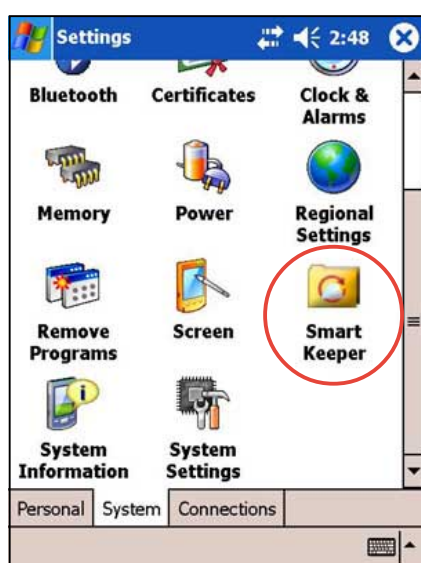 Settings 2:48
Bluetooth Certificates Clock &
Alarms
Memory Power Regional
Settings
Remove Screen Smart
Programs Keeper
System System
Information Settings
Personal System Connections